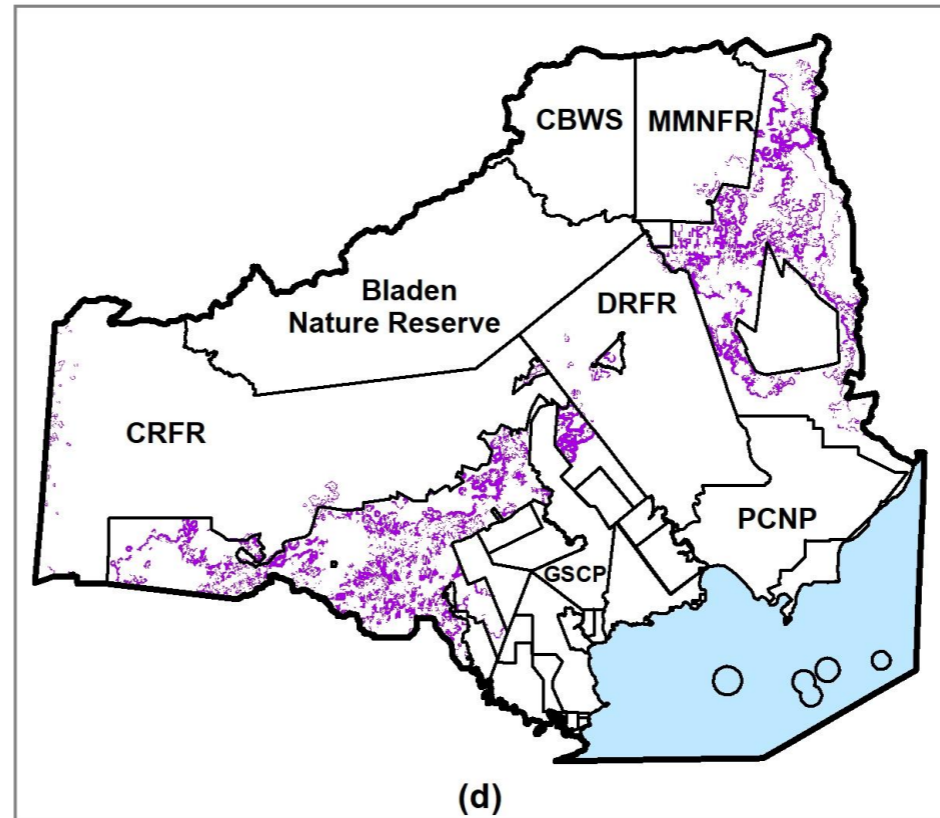 CBWS
MMNFR
Bladen
Nature Reserve
DRFR
CRFR
PCNP
GSCP
(d)